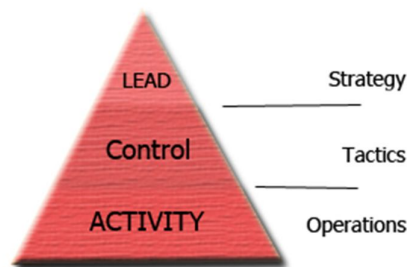 LEAD
Strategy
Control
Tactics
ACTIVITY
Operations